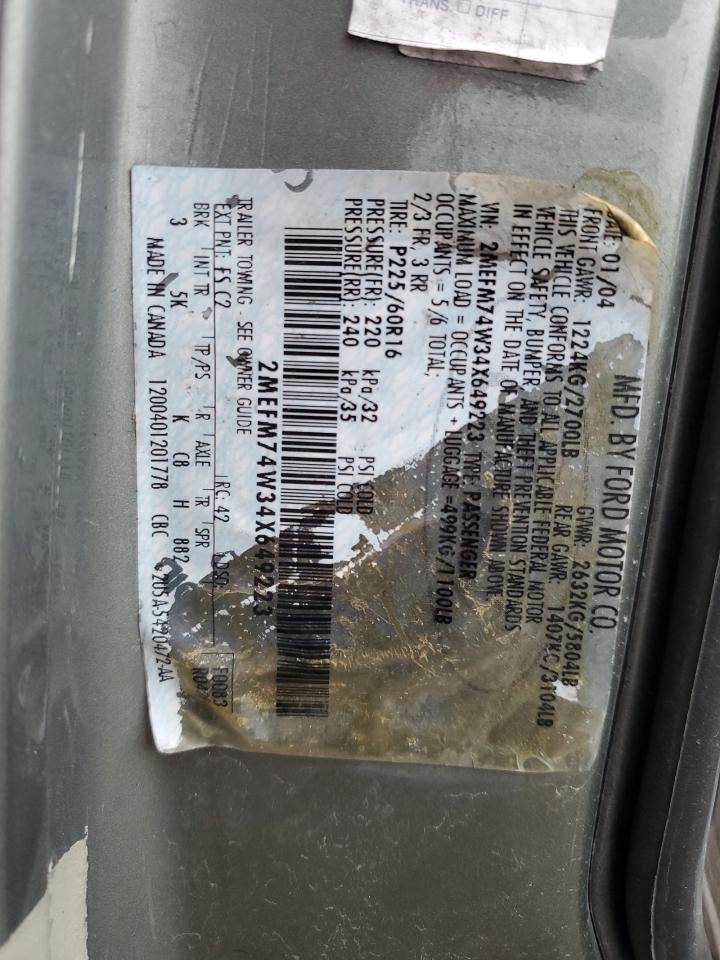 TRANS. DIFF
MFD. BY FORD MOTOR CO.
01/04 GVWR: 2632KG/5804LB
FRONT GAWR: 1224KG/2700LB REAR GAWR: 1407KG/3104LB
THIS VEHICLE CONFORMS TO ALL APPLICABLE FEDERAL MOTOR
VEHICLE SAFETY, BUMPER, AND THEFT PREVENTION STANDARDS
IN EFFECT ON THE DATE OF MANUFACTURE SHOWN ABOVE.
VIN: 2MEFM74W34X649223 TYPE: PASSENGER
MAXIMUM LOAD = OCCUPANTS + LUGGAGE = 499KG/1100LB
OCCUPANTS = 5/6 TOTAL,
2/3 FR, 3 RR
TIRE: P225/60R16
PRESSURE(FR): 220 kPa/32 PSI COLD
PRESSURE(RR): 240 kPa/35 PSI COLD
2MEFM74W34X649223
TRAILER TOWING - SEE OWNER GUIDE
EXT PNT: FS C2 RC: 42 DSO:
BRK INT TR TP/PS R AXLE TR SPR
3 5K K C8 H 882
MADE IN CANADA 1200401201778 CBC